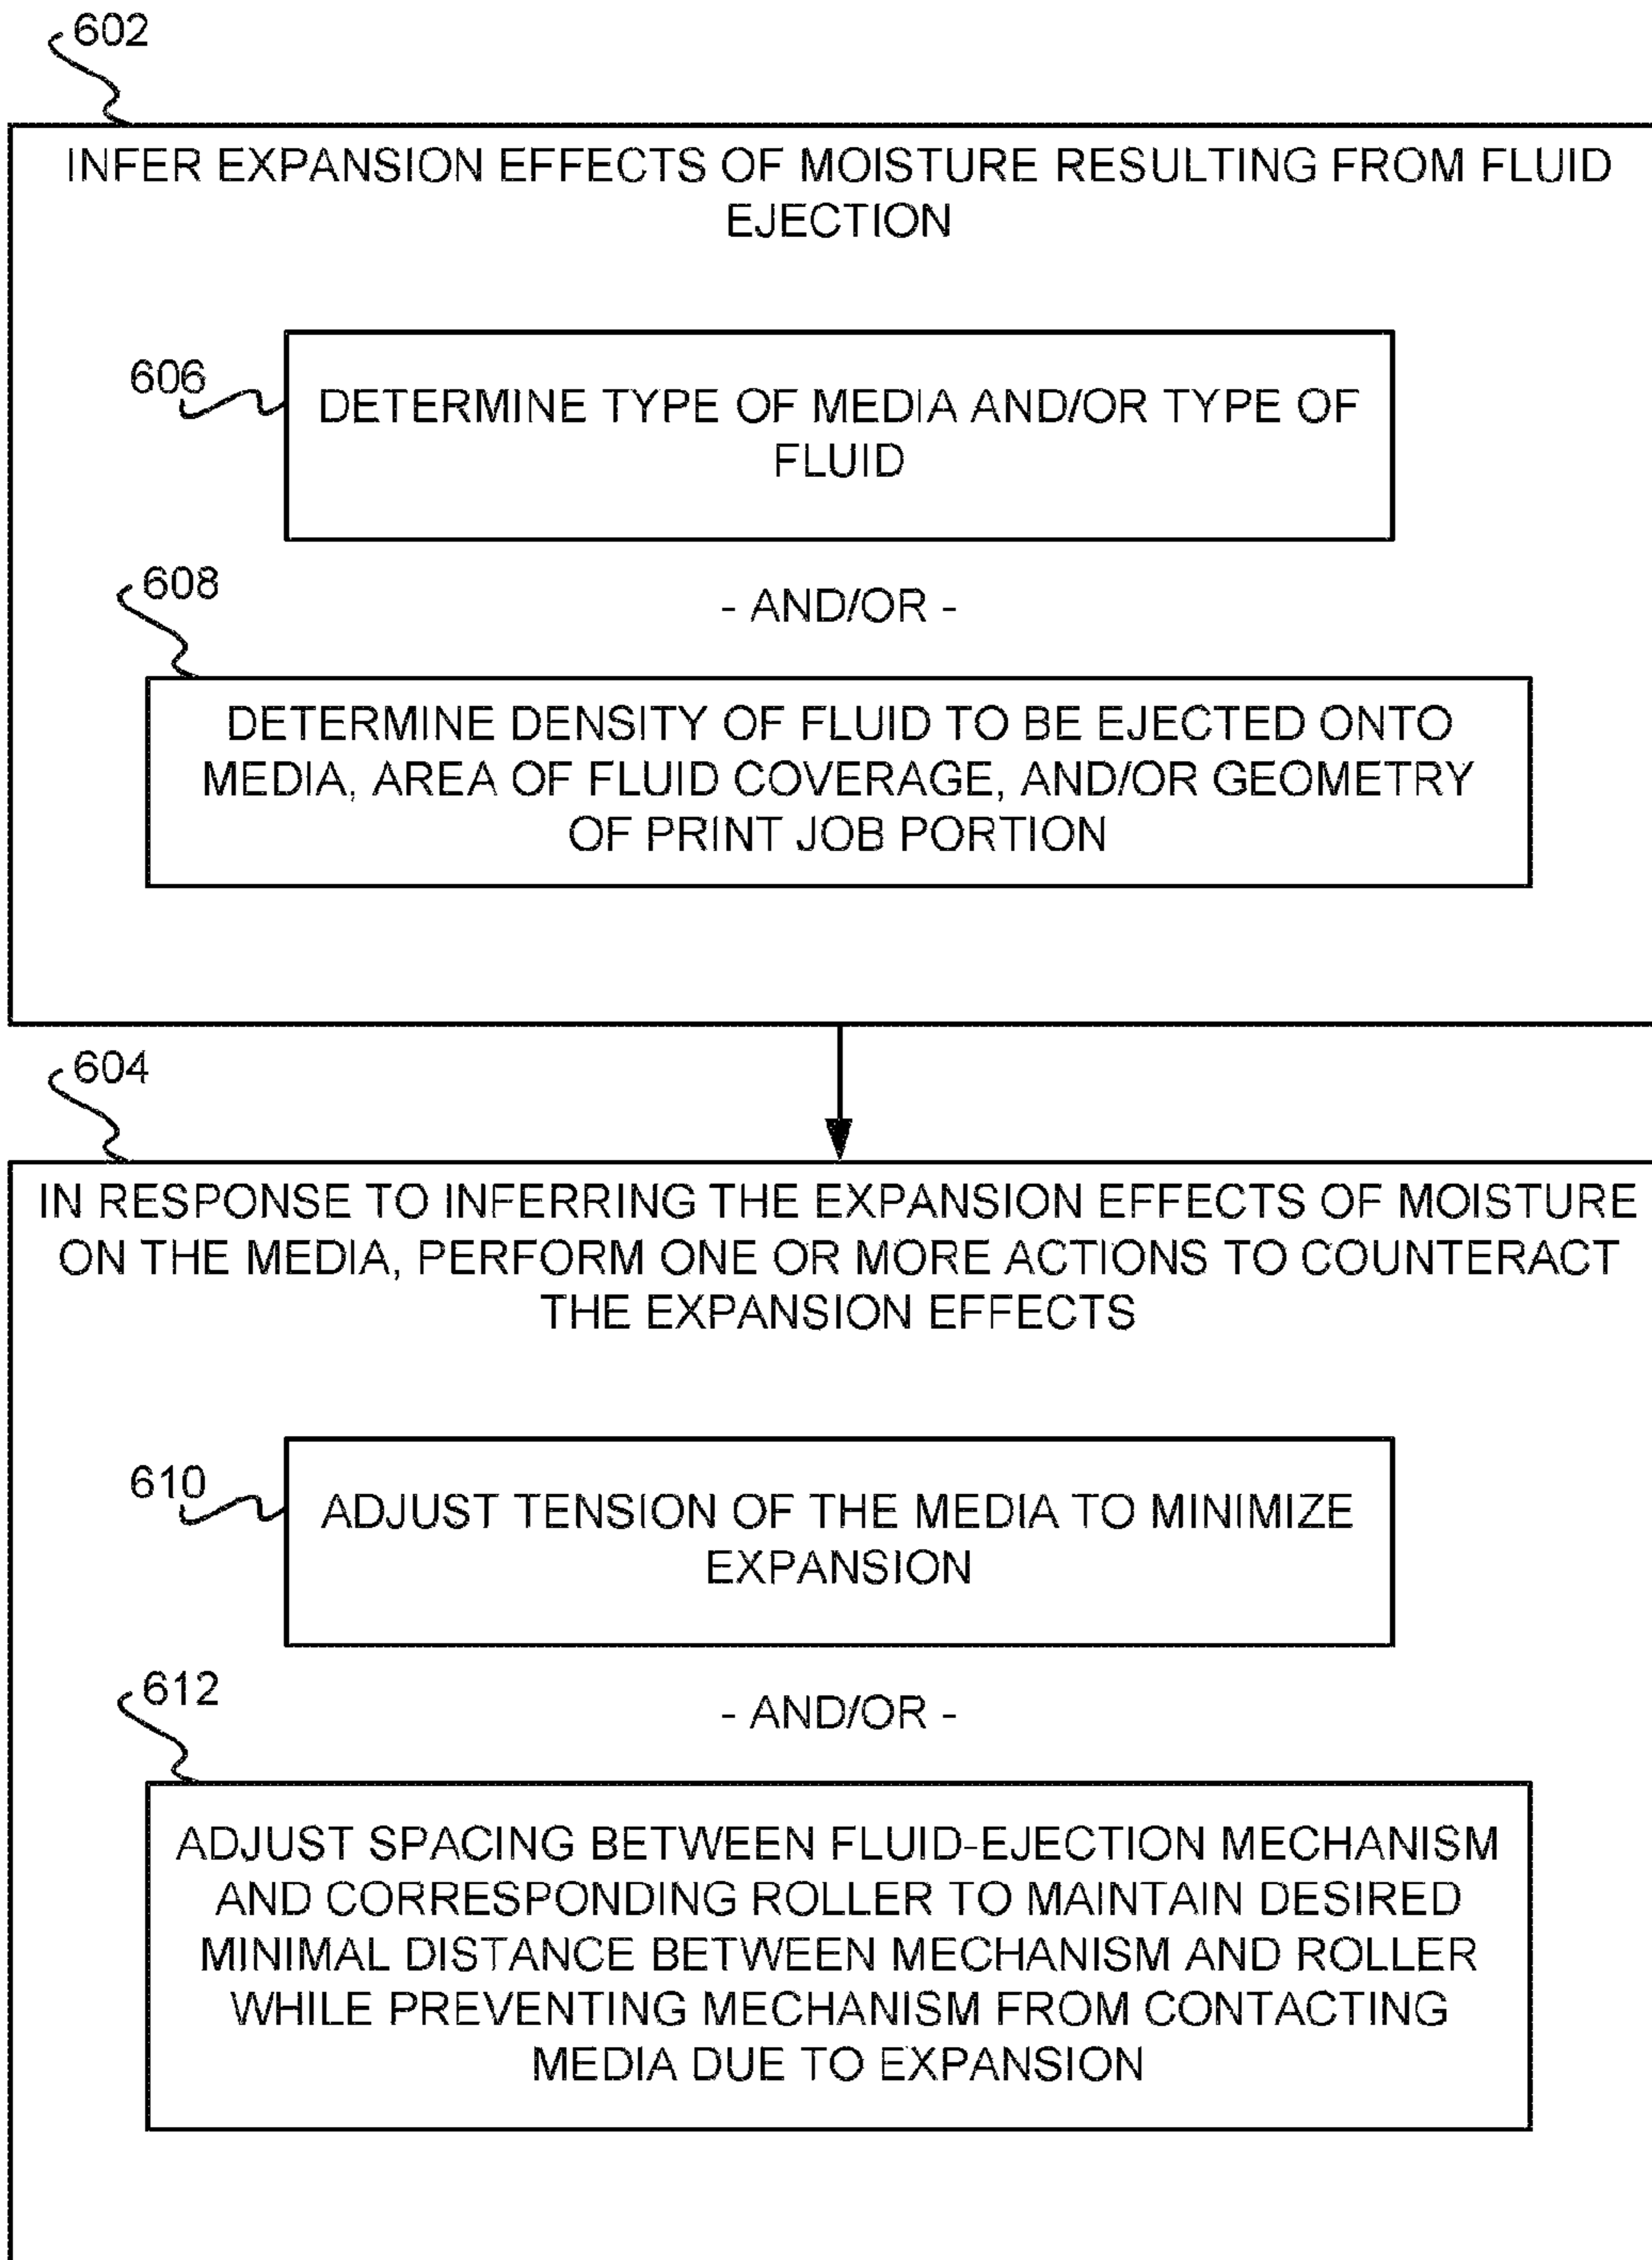 602
INFER EXPANSION EFFECTS OF MOISTURE RESULTING FROM FLUID
EJECTION
606
DETERMINE TYPE OF MEDIA AND/OR TYPE OF
FLUID
608
- AND/OR -
DETERMINE DENSITY OF FLUID TO BE EJECTED ONTO
MEDIA, AREA OF FLUID COVERAGE, AND/OR GEOMETRY
OF PRINT JOB PORTION
604
IN RESPONSE TO INFERRING THE EXPANSION EFFECTS OF MOISTURE
ON THE MEDIA, PERFORM ONE OR MORE ACTIONS TO COUNTERACT
THE EXPANSION EFFECTS
610
ADJUST TENSION OF THE MEDIA TO MINIMIZE
EXPANSION
612
- AND/OR -
ADJUST SPACING BETWEEN FLUID-EJECTION MECHANISM
AND CORRESPONDING ROLLER TO MAINTAIN DESIRED
MINIMAL DISTANCE BETWEEN MECHANISM AND ROLLER
WHILE PREVENTING MECHANISM FROM CONTACTING
MEDIA DUE TO EXPANSION